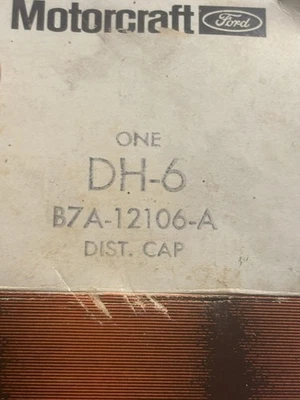 Motorcraft Ford
ONE
DH-6
B7A-12106-A
DIST. CAP